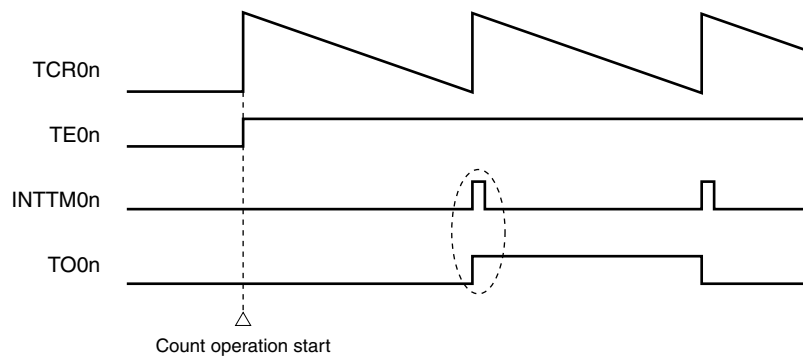 TCR0n
TE0n
INTTM0n
TO0n
Count operation start